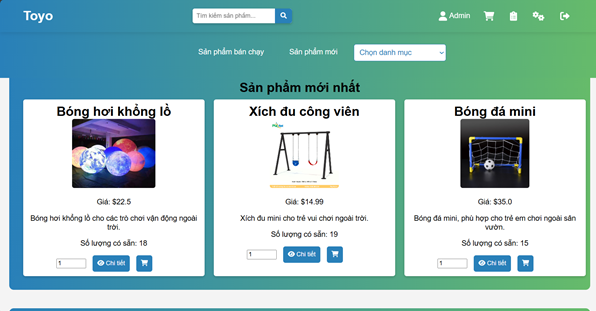 Toyo
Tìm kiếm sản phẩm...
Admin
Sản phẩm bán chạy
Sản phẩm mới
Chọn danh mục
Sản phẩm mới nhất
Bóng hơi khổng lồ
Giá: $22.5
Bóng hơi khổng lồ cho các trò chơi vận động ngoài
trời.
Số lượng có sẵn: 18
1
Chi tiết
Xích đu công viên
Giá: $14.99
Xích đu mini cho trẻ vui chơi ngoài trời.
Số lượng có sẵn: 19
1
Chi tiết
Bóng đá mini
Giá: $35.0
Bóng đá mini, phù hợp cho trẻ em chơi ngoài sân
vườn.
Số lượng có sẵn: 15
1
Chi tiết